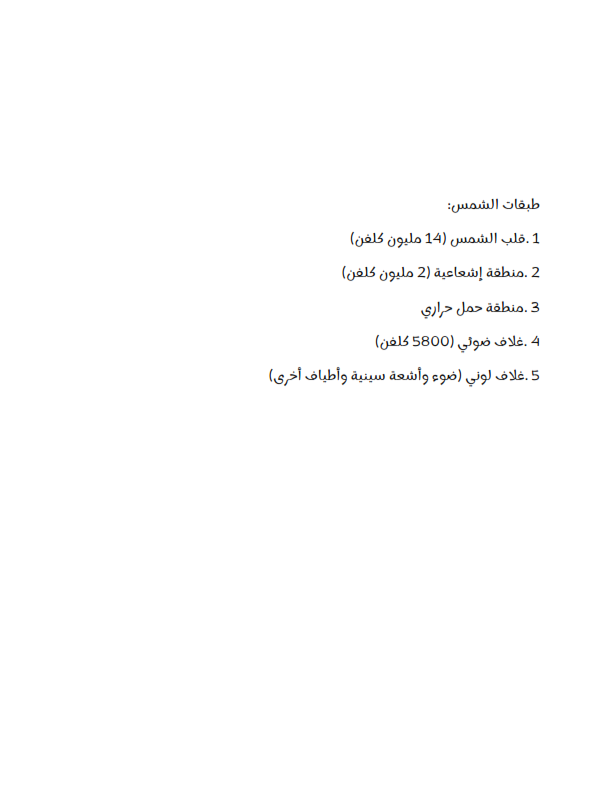 طبقات الشمس:
1 .قلب الشمس (14 مليون كلفن)
2 .منطقة إشعاعية (2 مليون كلفن)
3 .منطقة حمل حراري
4 .غلاف ضوئي (5800 كلفن)
5 .غلاف لوني (ضوء وأشعة سينية وأطياف أخرى)